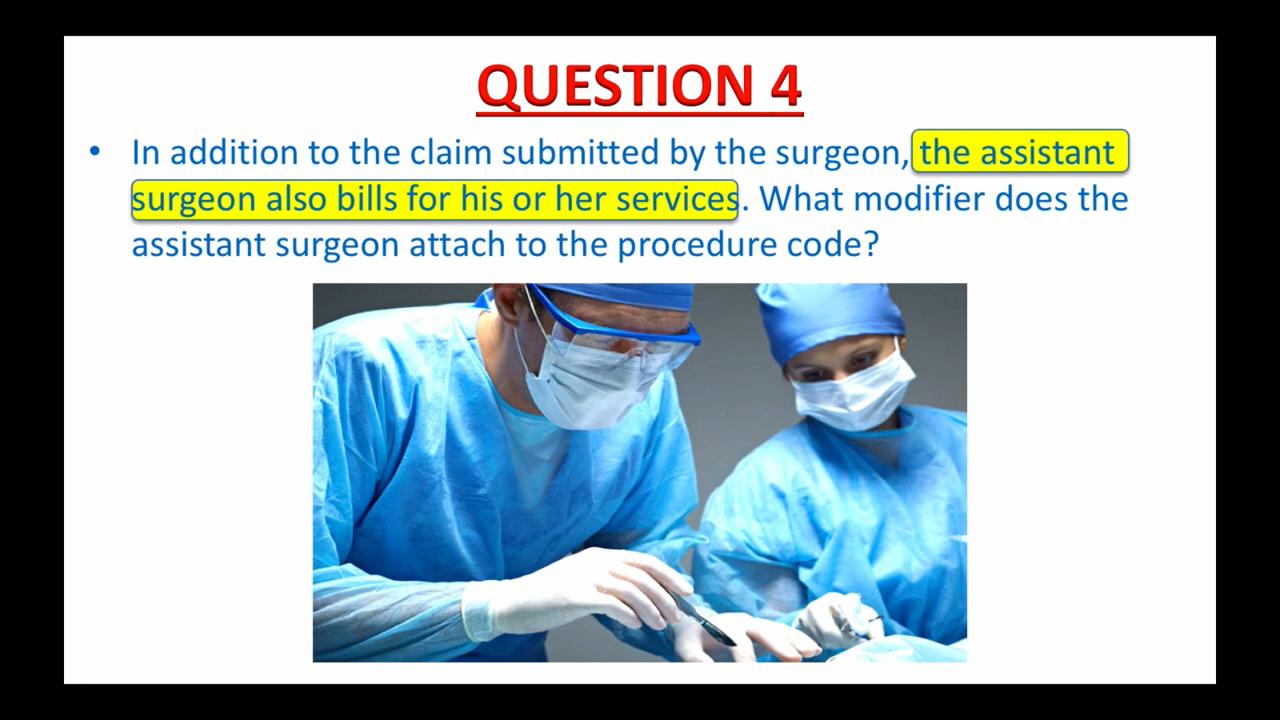 QUESTION 4
• In addition to the claim submitted by the surgeon, the assistant
surgeon also bills for his or her services. What modifier does the
assistant surgeon attach to the procedure code?